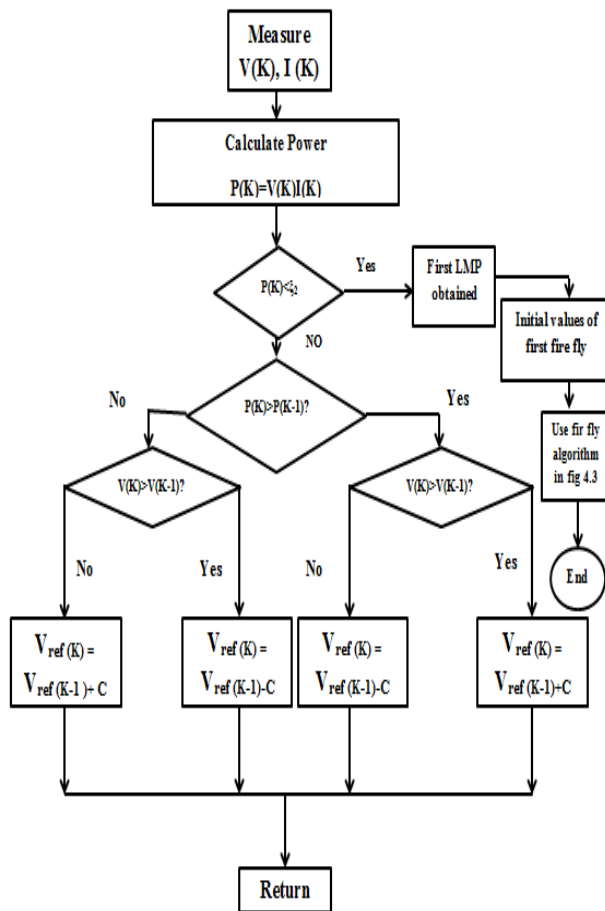 Measure
V(K), I (K)
Calculate Power
P(K)=V(K)I(K)
P(K)<ξ2
Yes
First LMP
obtained
Initial values of
first fire fly
NO
P(K)>P(K-1)?
No
Yes
Use fir fly
algorithm
in fig 4.3
V(K)>V(K-1)?
V(K)>V(K-1)?
End
No
Yes
No
Yes
Vref (K) =
Vref (K-1 )+ C
Vref (K) =
Vref (K-1)-C
Vref (K) =
Vref (K-1)-C
Vref (K) =
Vref (K-1)+C
Return